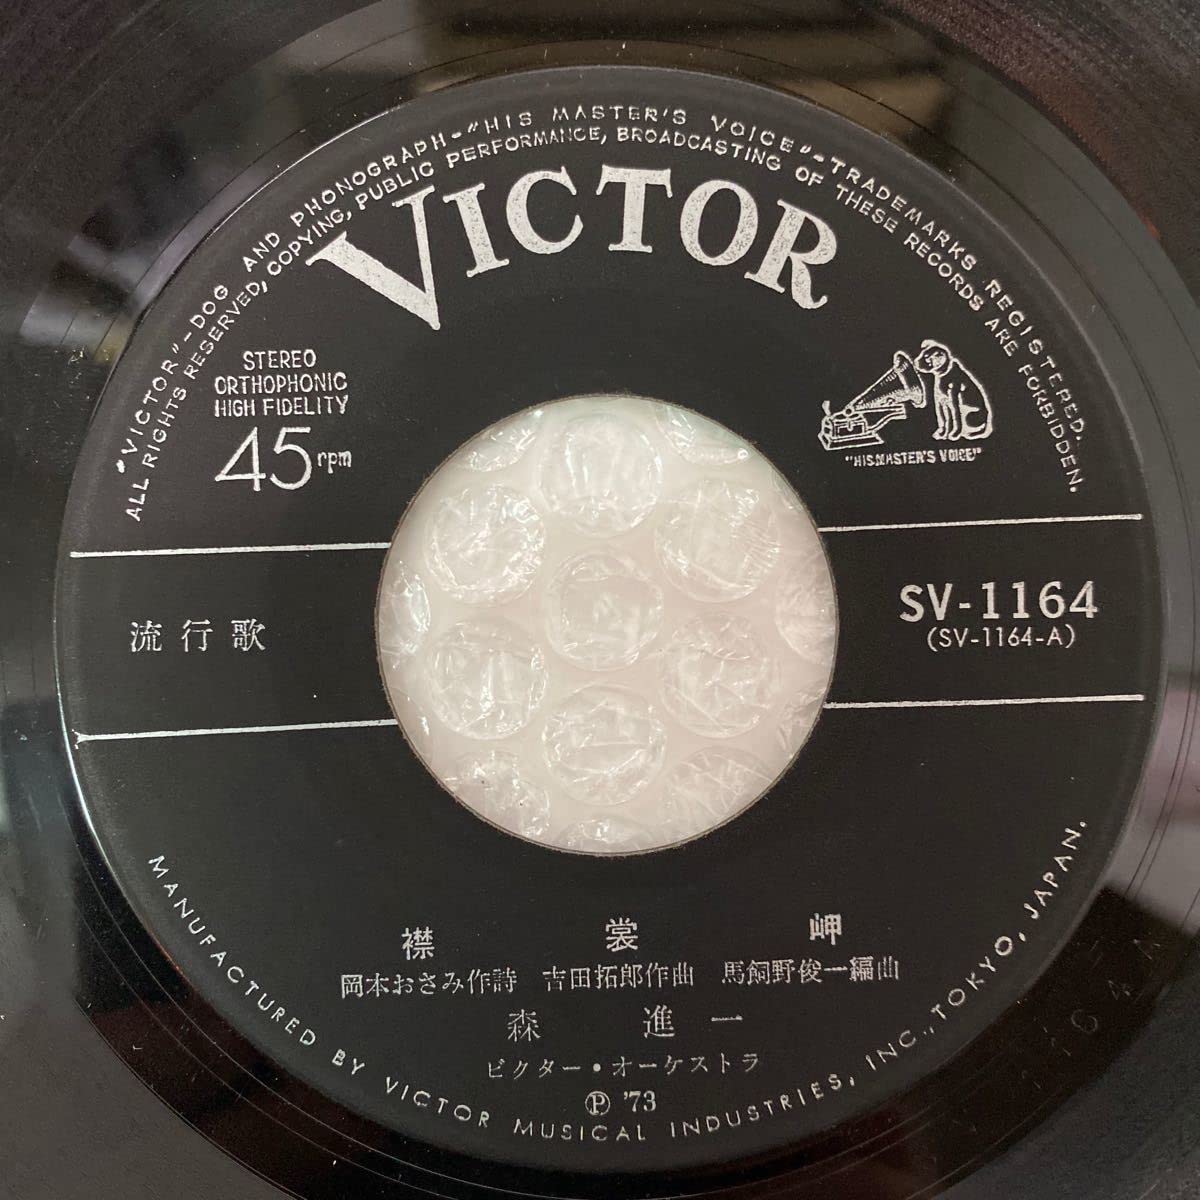 "VICTOR"–DOG AND PHONOGRAPH–"HIS MASTER'S VOICE"–TRADEMARKS REGISTERED.
ALL RIGHTS RESERVED, COPYING, PUBLIC PERFORMANCE, BROADCASTING OF THESE RECORDS ARE FORBIDDEN.
VICTOR
STEREO
ORTHOPHONIC
HIGH FIDELITY
45rpm
"HIS MASTER'S VOICE"
流行歌
SV-1164
(SV-1164-A)
襟裳岬
岡本おさみ作詩 吉田拓郎作曲 馬飼野俊一編曲
森進一
ビクター・オーケストラ
Ⓟ '73
MANUFACTURED BY VICTOR MUSICAL INDUSTRIES, INC., TOKYO, JAPAN.